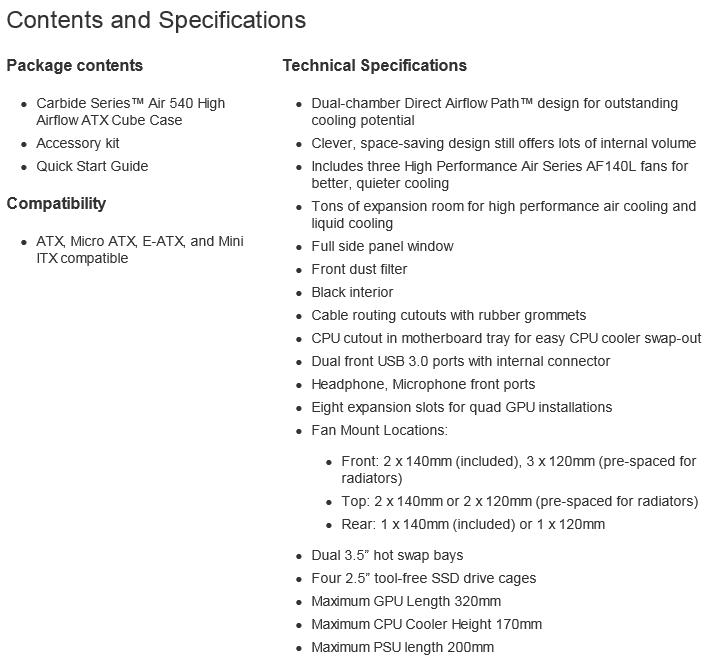 Contents and Specifications
Package contents
Carbide Series™ Air 540 High
Airflow ATX Cube Case
Accessory kit
Quick Start Guide
Compatibility
ATX, Micro ATX, E-ATX, and Mini
ITX compatible
Technical Specifications
Dual-chamber Direct Airflow Path™ design for outstanding
cooling potential
Clever, space-saving design still offers lots of internal volume
Includes three High Performance Air Series AF140L fans for
better, quieter cooling
Tons of expansion room for high performance air cooling and
liquid cooling
Full side panel window
Front dust filter
Black interior
Cable routing cutouts with rubber grommets
CPU cutout in motherboard tray for easy CPU cooler swap-out
Dual front USB 3.0 ports with internal connector
Headphone, Microphone front ports
Eight expansion slots for quad GPU installations
Fan Mount Locations:
Front: 2 x 140mm (included), 3 x 120mm (pre-spaced for
radiators)
Top: 2 x 140mm or 2 x 120mm (pre-spaced for radiators)
Rear: 1 x 140mm (included) or 1 x 120mm
Dual 3.5” hot swap bays
Four 2.5” tool-free SSD drive cages
Maximum GPU Length 320mm
Maximum CPU Cooler Height 170mm
Maximum PSU length 200mm